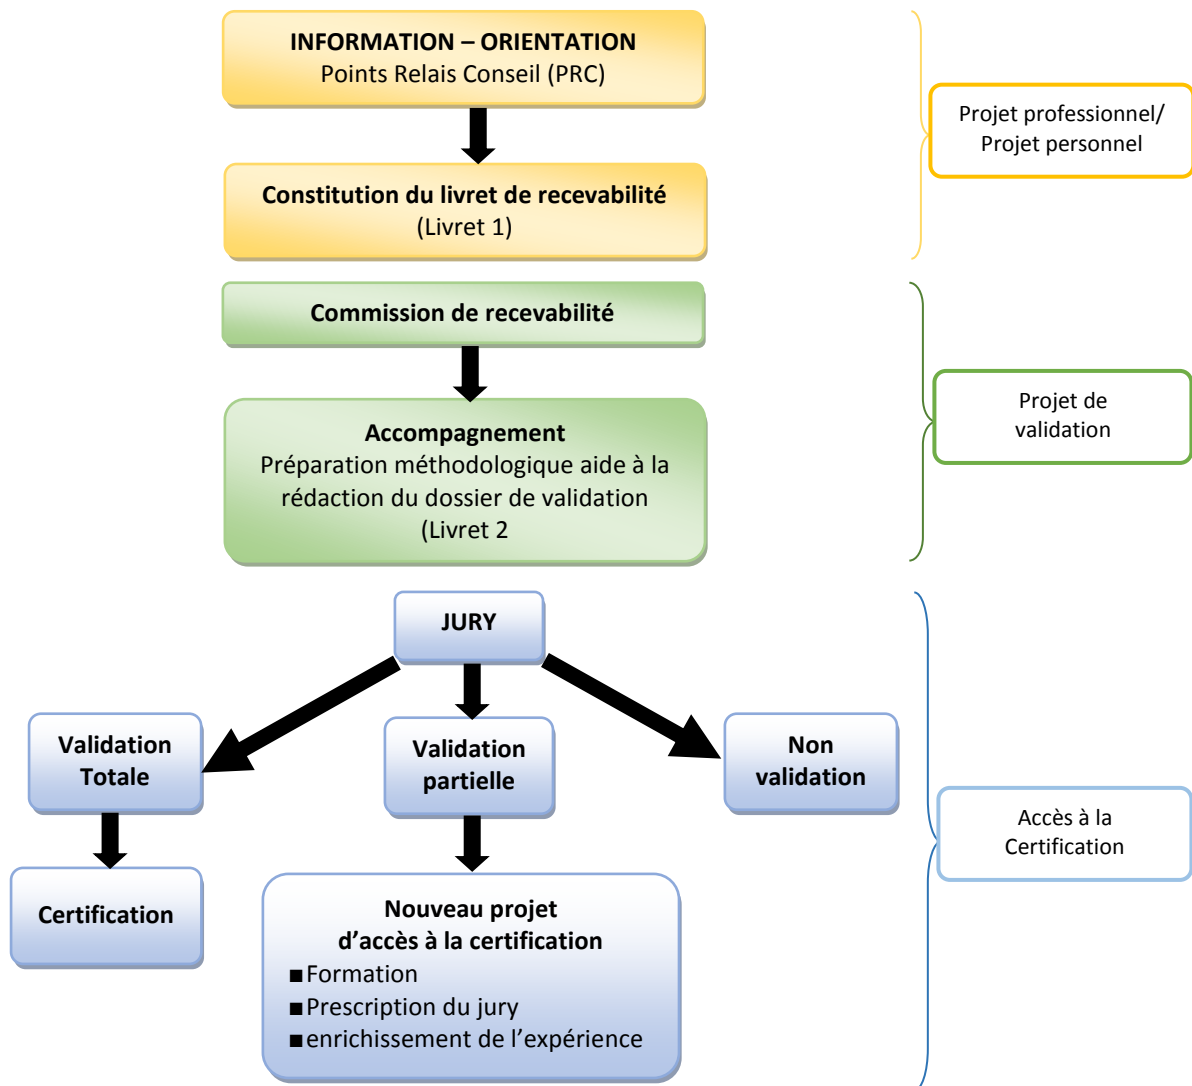 INFORMATION – ORIENTATION
Points Relais Conseil (PRC)
Projet professionnel/
Projet personnel
Constitution du livret de recevabilité
(Livret 1)
Commission de recevabilité
Accompagnement
Préparation méthodologique aide à la
rédaction du dossier de validation
(Livret 2
Projet de
validation
JURY
Validation
Totale
Validation
partielle
Non
validation
Accès à la
Certification
Certification
Nouveau projet
d’accès à la certification
■Formation
■Prescription du jury
■enrichissement de l’expérience